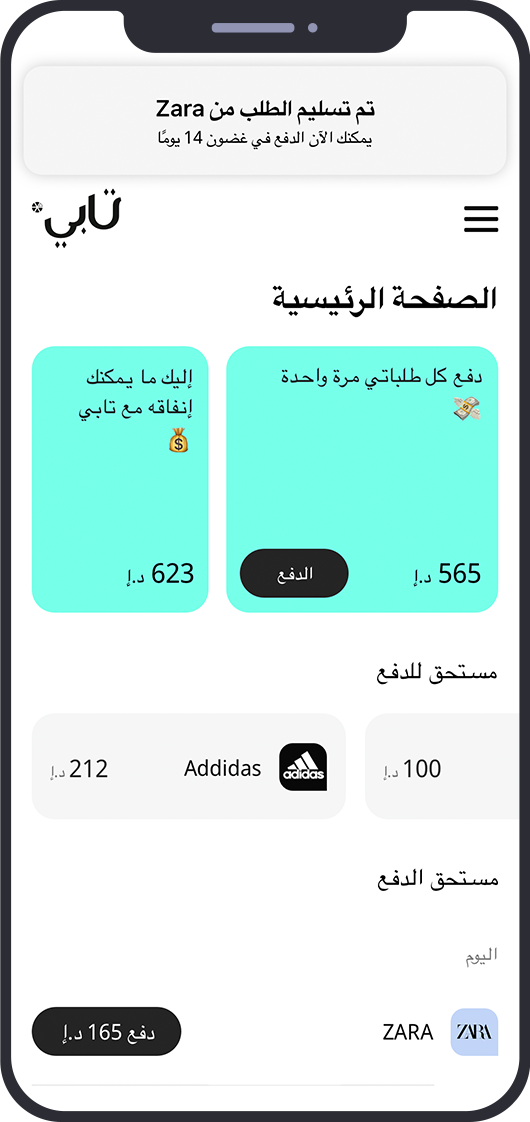 تم تسليم الطلب من Zara
يمكنك الآن الدفع في غضون 14 يومًا
تابي
الصفحة الرئيسية
دفع كل طلباتي مرة واحدة
565 د.إ
الدفع
إليك ما يمكنك
إنفاقه مع تابي
623 د.إ
مستحق للدفع
100 د.إ
adidas
Addidas
212 د.إ
مستحق الدفع
اليوم
ZARA
ZARA
دفع 165 د.إ